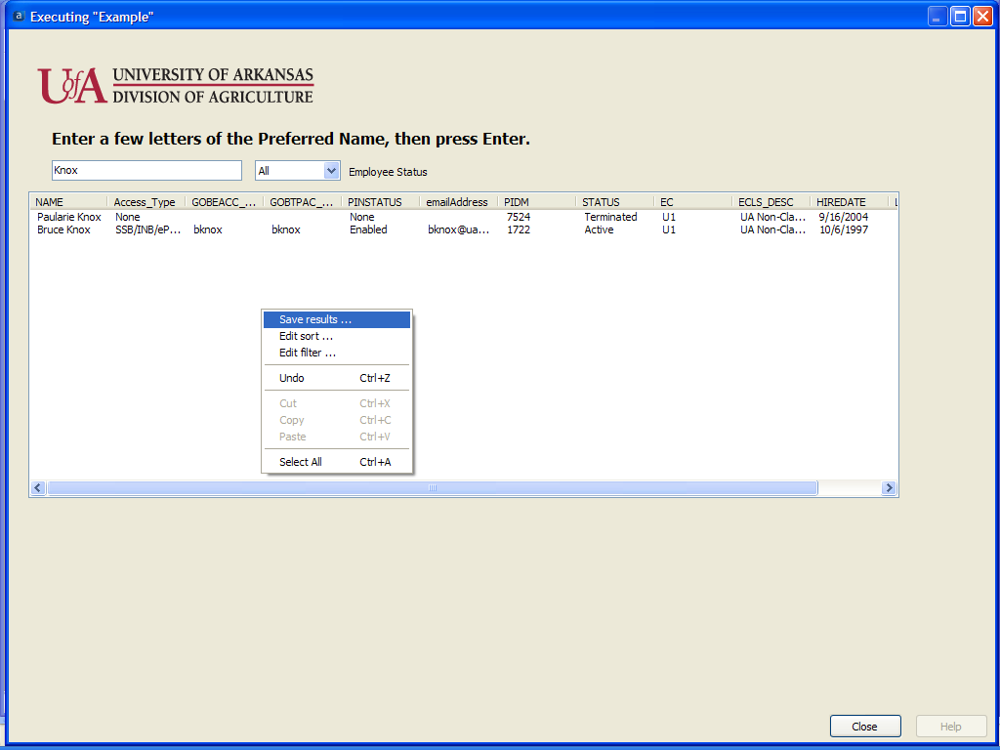 a Executing "Example"
UofA UNIVERSITY OF ARKANSAS
DIVISION OF AGRICULTURE
Enter a few letters of the Preferred Name, then press Enter.
Knox All Employee Status
NAME Access_Type GOBEACC_... GOBTPAC_... PINSTATUS emailAddress PIDM STATUS EC ECLS_DESC HIREDATE
Paularie Knox None None 7524 Terminated U1 UA Non-Cla... 9/16/2004
Bruce Knox SSB/INB/eP... bknox bknox Enabled bknox@ua... 1722 Active U1 UA Non-Cla... 10/6/1997
Save results ...
Edit sort ...
Edit filter ...
Undo Ctrl+Z
Cut Ctrl+X
Copy Ctrl+C
Paste Ctrl+V
Select All Ctrl+A
Close Help